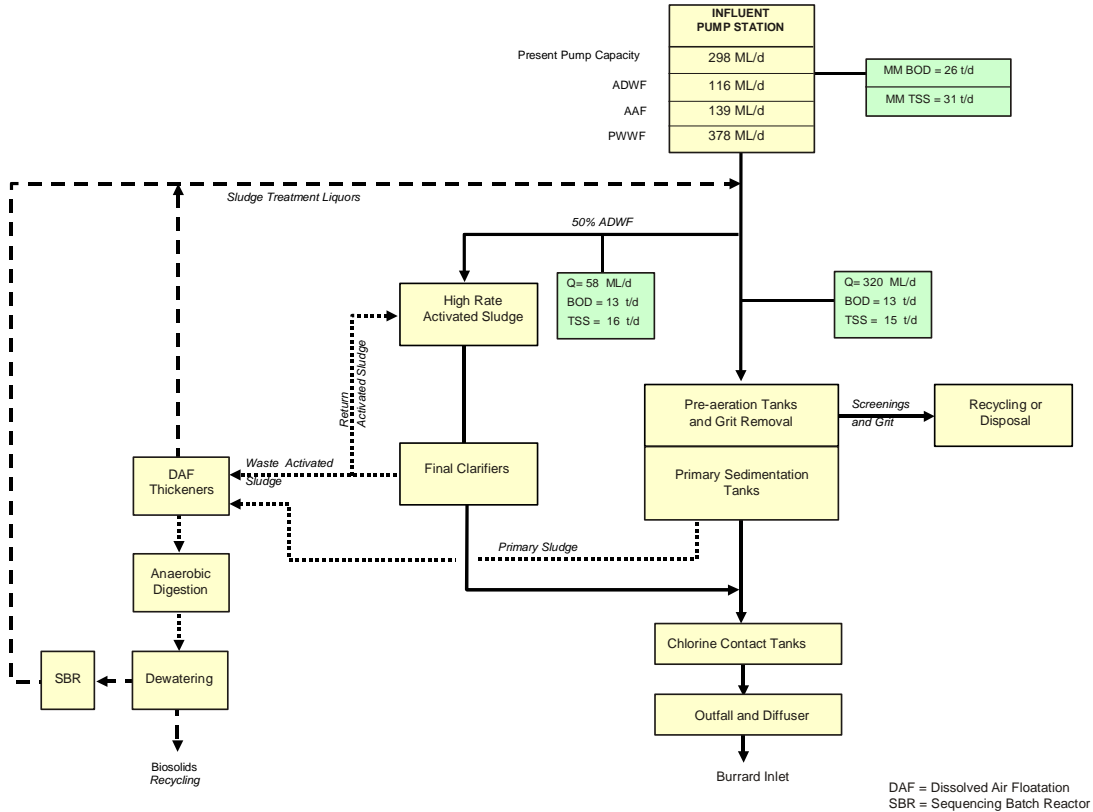 INFLUENT
PUMP STATION
Present Pump Capacity
298 ML/d
ADWF
116 ML/d
AAF
139 ML/d
PWWF
378 ML/d
MM BOD = 26 t/d
MM TSS = 31 t/d
Sludge Treatment Liquors
50% ADWF
Q= 58 ML/d
BOD = 13 t/d
TSS = 16 t/d
Q= 320 ML/d
BOD = 13 t/d
TSS = 15 t/d
High Rate
Activated Sludge
Return
Activated Sludge
Pre-aeration Tanks
and Grit Removal
Screenings
and Grit
Recycling or
Disposal
Primary Sedimentation
Tanks
Final Clarifiers
Waste Activated
Sludge
DAF
Thickeners
Primary Sludge
Anaerobic
Digestion
Chlorine Contact Tanks
SBR
Dewatering
Outfall and Diffuser
Biosolids
Recycling
Burrard Inlet
DAF = Dissolved Air Floatation
SBR = Sequencing Batch Reactor